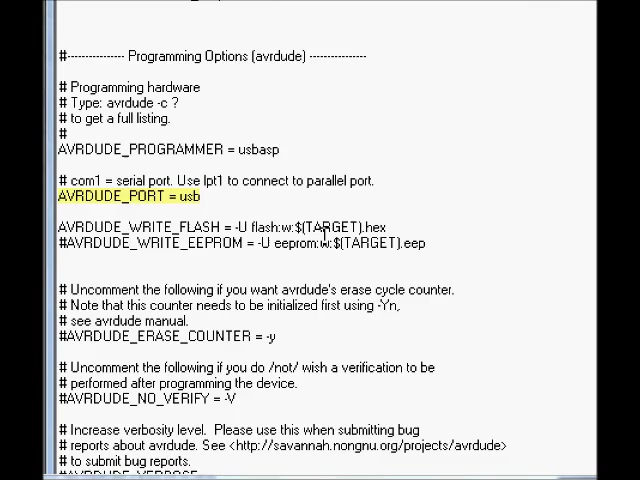 #---------------- Programming Options (avrdude) ----------------
# Programming hardware
# Type: avrdude -c ?
# to get a full listing.
#
AVRDUDE_PROGRAMMER = usbasp
# com1 = serial port. Use lpt1 to connect to parallel port.
AVRDUDE_PORT = usb
AVRDUDE_WRITE_FLASH = -U flash:w:$(TARGET).hex
#AVRDUDE_WRITE_EEPROM = -U eeprom:w:$(TARGET).eep
# Uncomment the following if you want avrdude's erase cycle counter.
# Note that this counter needs to be initialized first using -Yn,
# see avrdude manual.
#AVRDUDE_ERASE_COUNTER = -y
# Uncomment the following if you do /not/ wish a verification to be
# performed after programming the device.
#AVRDUDE_NO_VERIFY = -V
# Increase verbosity level.  Please use this when submitting bug
# reports about avrdude. See <http://savannah.nongnu.org/projects/avrdude>
# to submit bug reports.